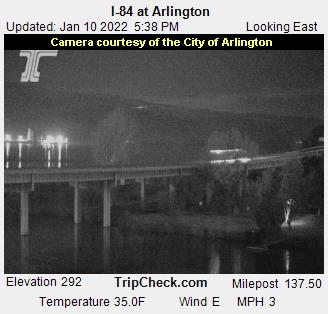 I-84 at Arlington
Updated: Jan 10 2022 5:38 PM Looking East
Camera courtesy of the City of Arlington
Elevation 292 TripCheck.com Milepost 137.50
Temperature 35.0F Wind E MPH 3